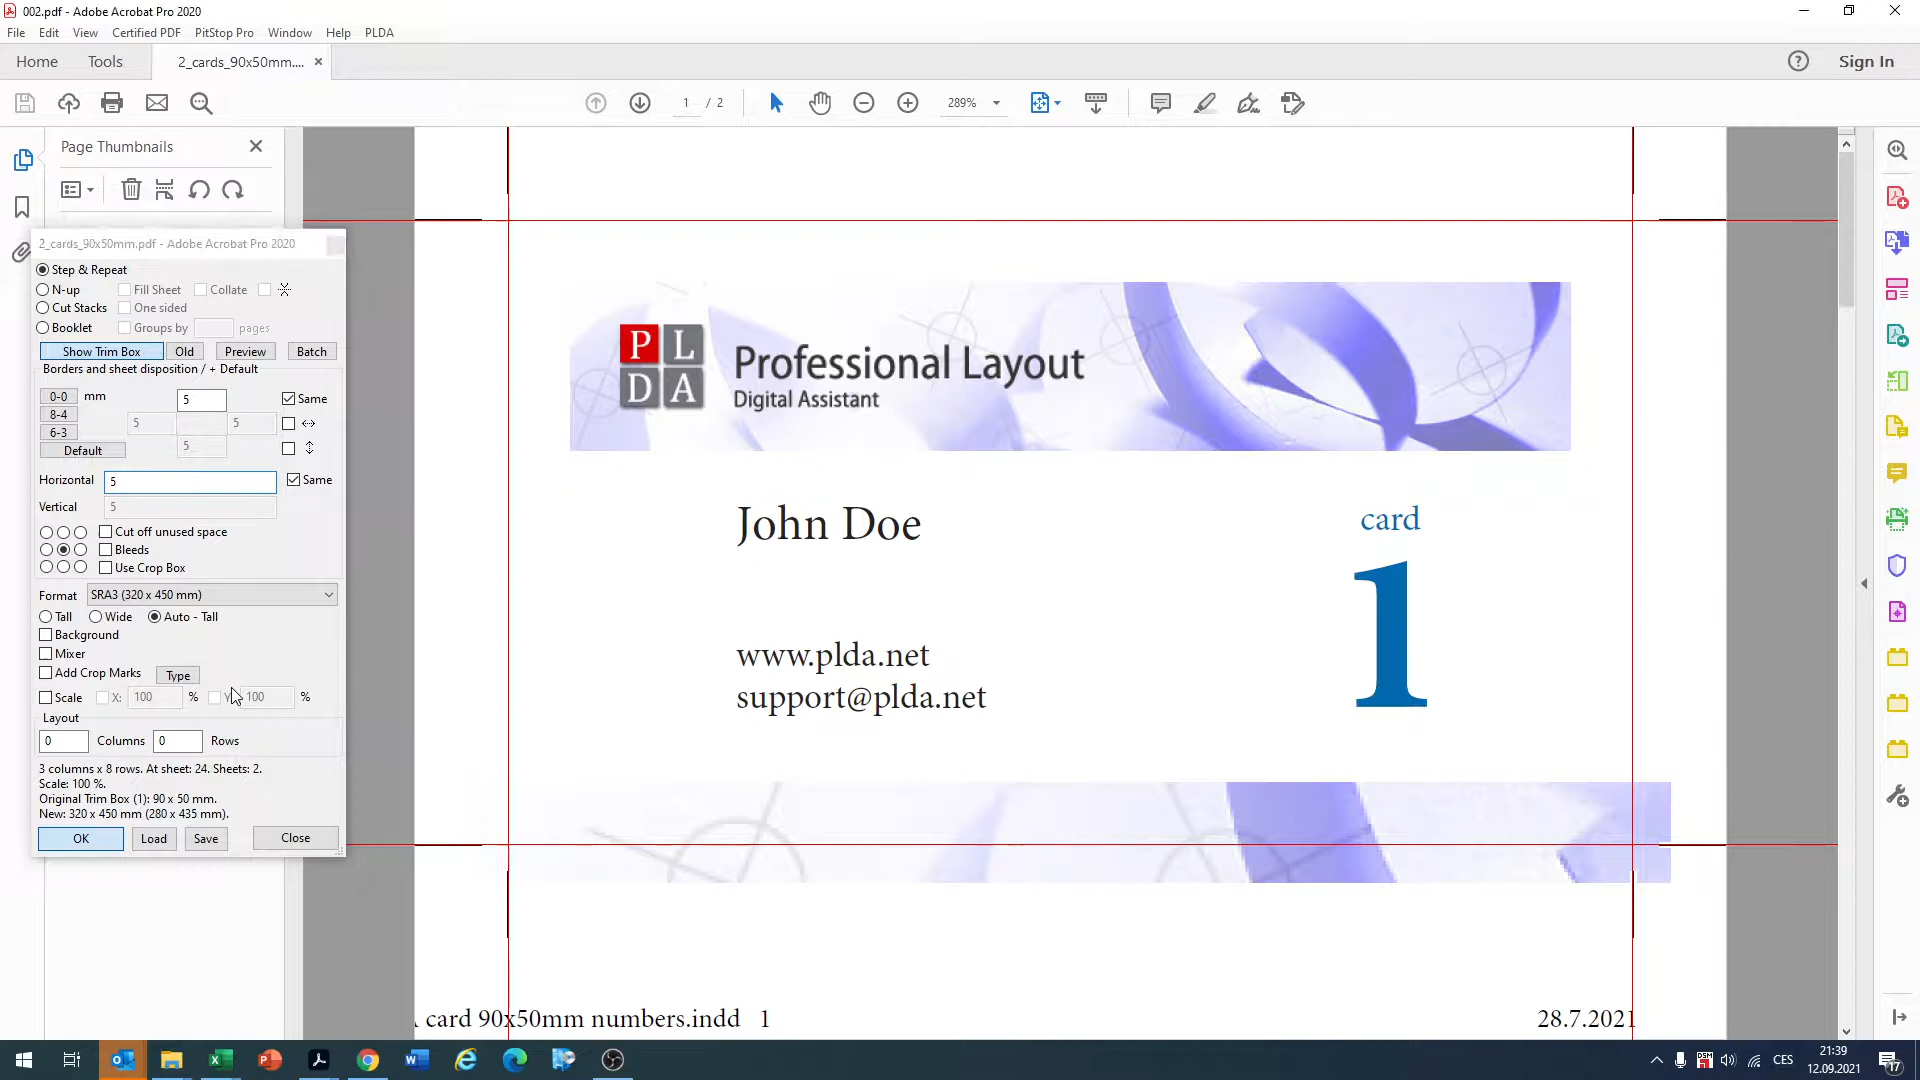 002.pdf - Adobe Acrobat Pro 2020
File Edit View Certified PDF PitStop Pro Window Help PLDA
Home Tools 2_cards_90x50mm.... × Sign In
1 / 2 289%
Page Thumbnails
2_cards_90x50mm.pdf - Adobe Acrobat Pro 2020
Step & Repeat
N-up Fill Sheet Collate
Cut Stacks One sided
Booklet Groups by pages
Show Trim Box Old Preview Batch
Borders and sheet disposition / + Default
0-0 mm 5 Same
8-4 5 5
6-3
Default 5
Horizontal 5 Same
Vertical 5
Cut off unused space
Bleeds
Use Crop Box
Format SRA3 (320 x 450 mm)
Tall Wide Auto - Tall
Background
Mixer
Add Crop Marks Type
Scale X: 100 % Y: 100 %
Layout
0 Columns 0 Rows
3 columns x 8 rows. At sheet: 24. Sheets: 2.
Scale: 100 %.
Original Trim Box (1): 90 x 50 mm.
New: 320 x 450 mm (280 x 435 mm).
OK Load Save Close
PLDA
Professional Layout
Digital Assistant
John Doe
card
1
www.plda.net
support@plda.net
card 90x50mm numbers.indd 1
28.7.2021
CES
21:39
12.09.2021
17